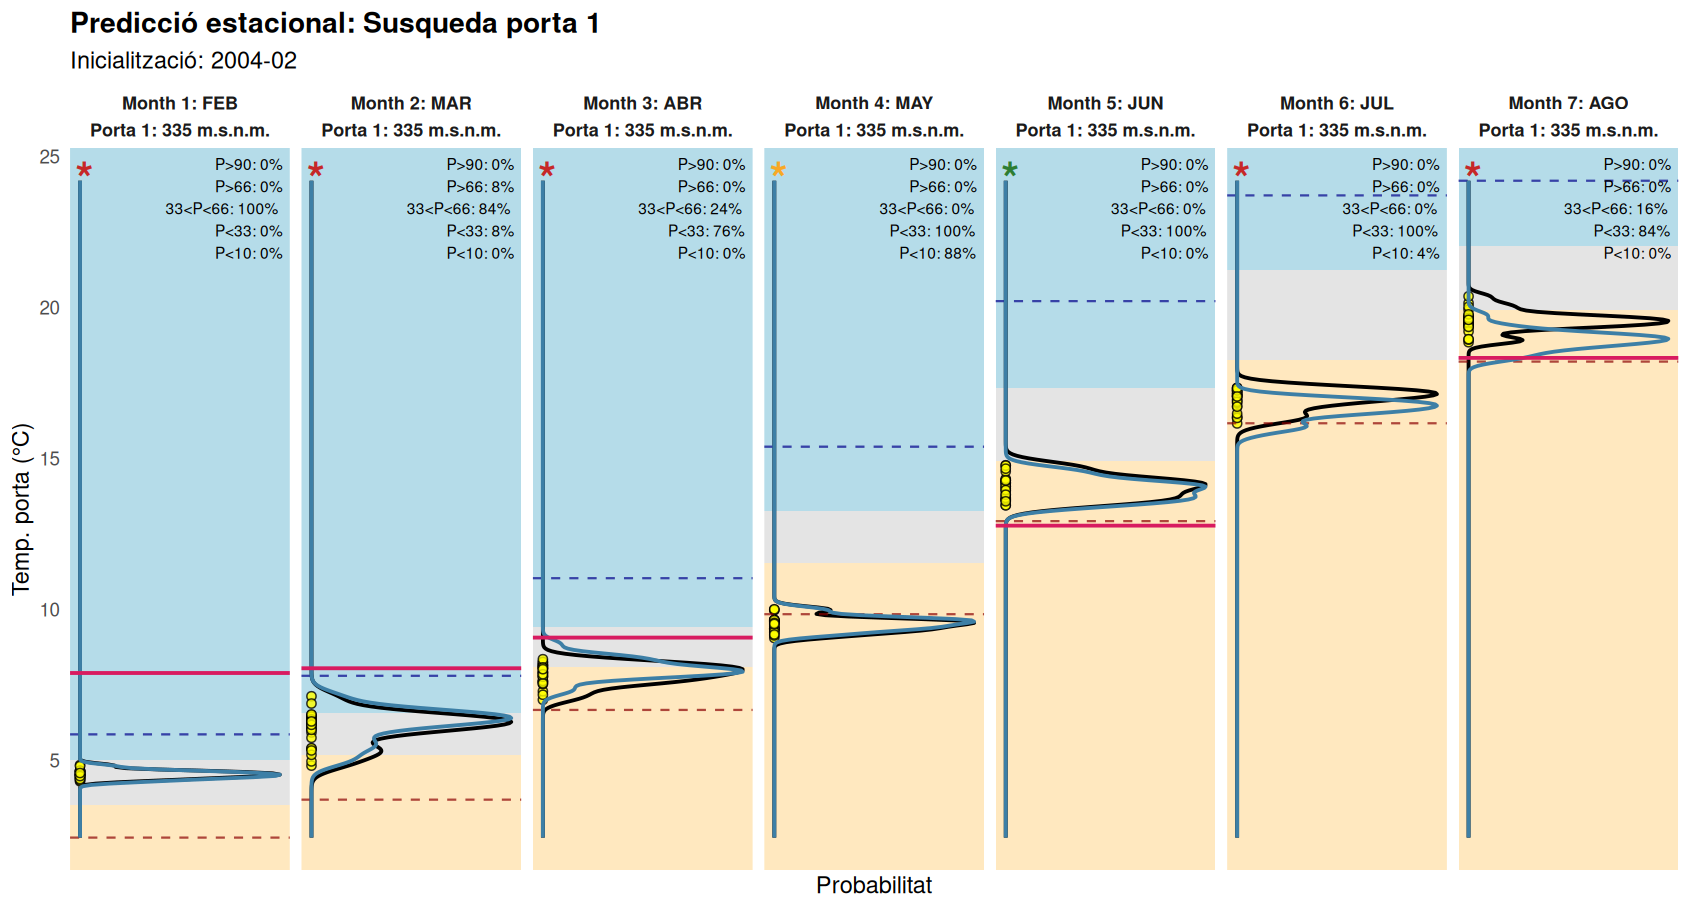 Predicció estacional: Susqueda porta 1
Inicialització: 2004-02
Month 1: FEB
Porta 1: 335 m.s.n.m.
Month 2: MAR
Porta 1: 335 m.s.n.m.
Month 3: ABR
Porta 1: 335 m.s.n.m.
Month 4: MAY
Porta 1: 335 m.s.n.m.
Month 5: JUN
Porta 1: 335 m.s.n.m.
Month 6: JUL
Porta 1: 335 m.s.n.m.
Month 7: AGO
Porta 1: 335 m.s.n.m.
Temp. porta (°C)
25
20
15
10
5
*
P>90: 0%
P>66: 0%
33<P<66: 100%
P<33: 0%
P<10: 0%
*
P>90: 0%
P>66: 8%
33<P<66: 84%
P<33: 8%
P<10: 0%
*
P>90: 0%
P>66: 0%
33<P<66: 24%
P<33: 76%
P<10: 0%
*
P>90: 0%
P>66: 0%
33<P<66: 0%
P<33: 100%
P<10: 88%
*
P>90: 0%
P>66: 0%
33<P<66: 0%
P<33: 100%
P<10: 0%
*
P>90: 0%
P>66: 0%
33<P<66: 0%
P<33: 100%
P<10: 4%
*
P>90: 0%
P>66: 0%
33<P<66: 16%
P<33: 84%
P<10: 0%
Probabilitat